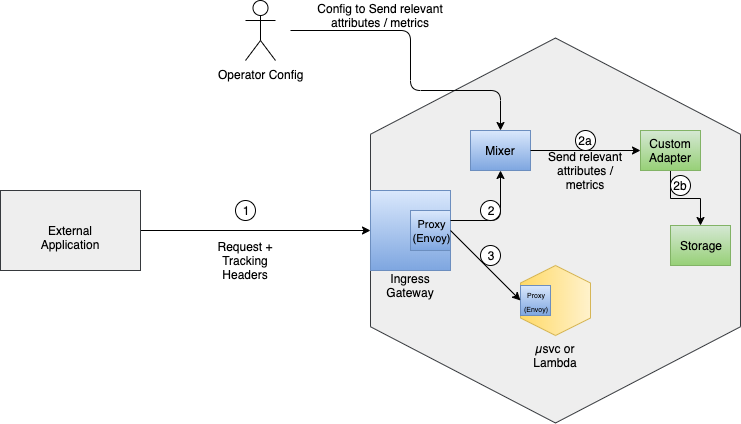 Config to Send relevant
attributes / metrics
Operator Config
Mixer
2a
Send relevant
attributes /
metrics
Custom
Adapter
2b
Storage
External
Application
1
Request +
Tracking
Headers
Proxy
(Envoy)
Ingress
Gateway
2
3
Proxy
(Envoy)
µsvc or
Lambda